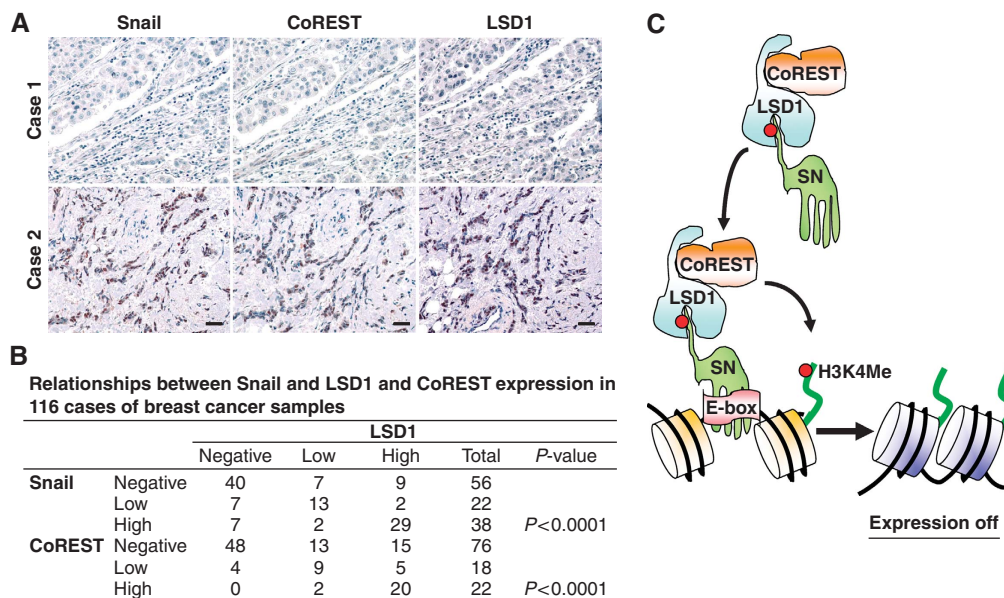 A
Snail CoREST LSD1
Case 1
Case 2
B
Relationships between Snail and LSD1 and CoREST expression in
116 cases of breast cancer samples
LSD1
Negative Low High Total P-value
Snail Negative 40 7 9 56
Low 7 13 2 22
High 7 2 29 38 P<0.0001
CoREST Negative 48 13 15 76
Low 4 9 5 18
High 0 2 20 22 P<0.0001
C
CoREST
LSD1
SN
CoREST
LSD1
SN
H3K4Me
E-box
Expression off